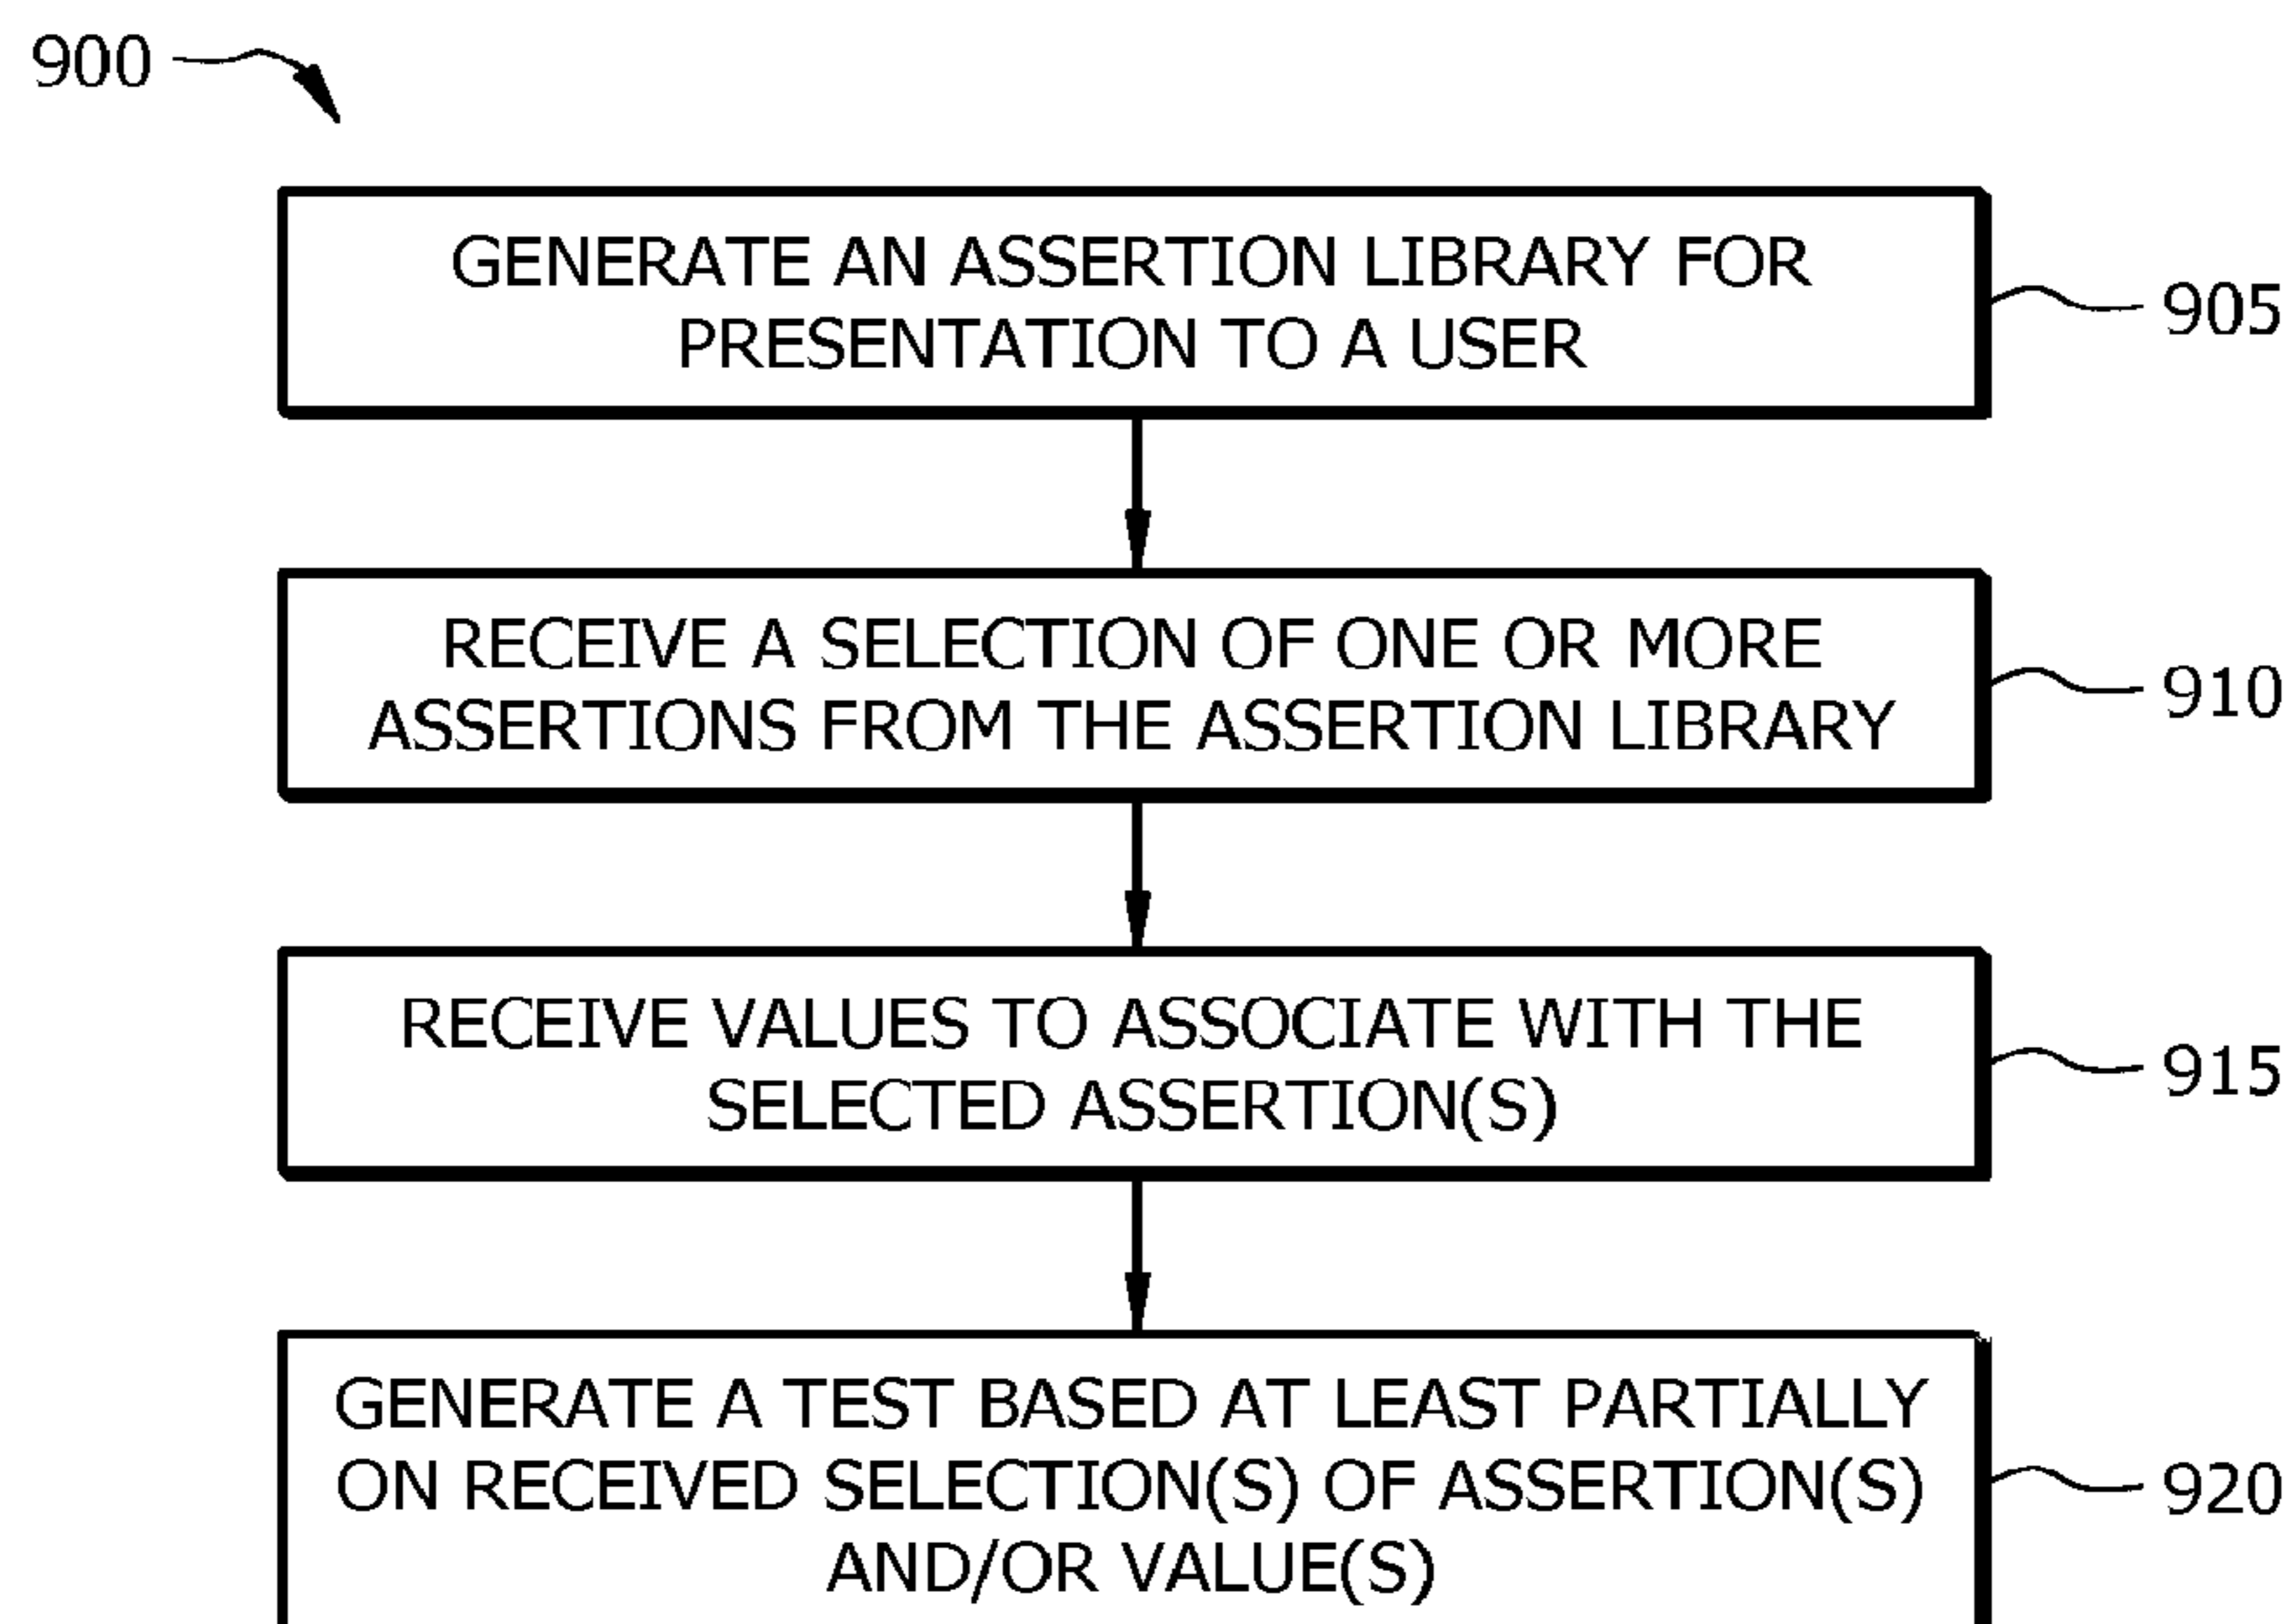 900
GENERATE AN ASSERTION LIBRARY FOR
PRESENTATION TO A USER
905
RECEIVE A SELECTION OF ONE OR MORE
ASSERTIONS FROM THE ASSERTION LIBRARY
910
RECEIVE VALUES TO ASSOCIATE WITH THE
SELECTED ASSERTION(S)
915
GENERATE A TEST BASED AT LEAST PARTIALLY
ON RECEIVED SELECTION(S) OF ASSERTION(S)
AND/OR VALUE(S)
920